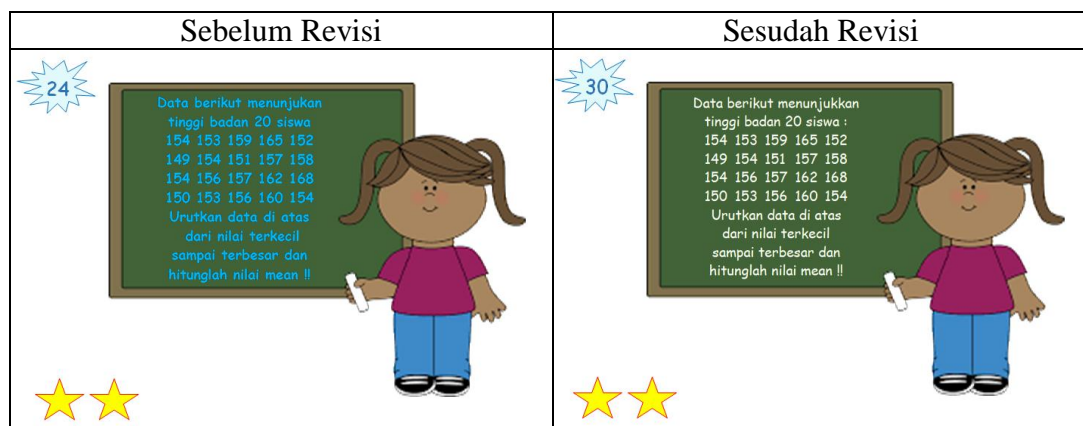 Sebelum Revisi
24
Data berikut menunjukan
tinggi badan 20 siswa
154 153 159 165 152
149 154 151 157 158
154 156 157 162 168
150 153 156 160 154
Urutkan data di atas
dari nilai terkecil
sampai terbesar dan
hitunglah nilai mean !!
Sesudah Revisi
30
Data berikut menunjukkan
tinggi badan 20 siswa :
154 153 159 165 152
149 154 151 157 158
154 156 157 162 168
150 153 156 160 154
Urutkan data di atas
dari nilai terkecil
sampai terbesar dan
hitunglah nilai mean !!